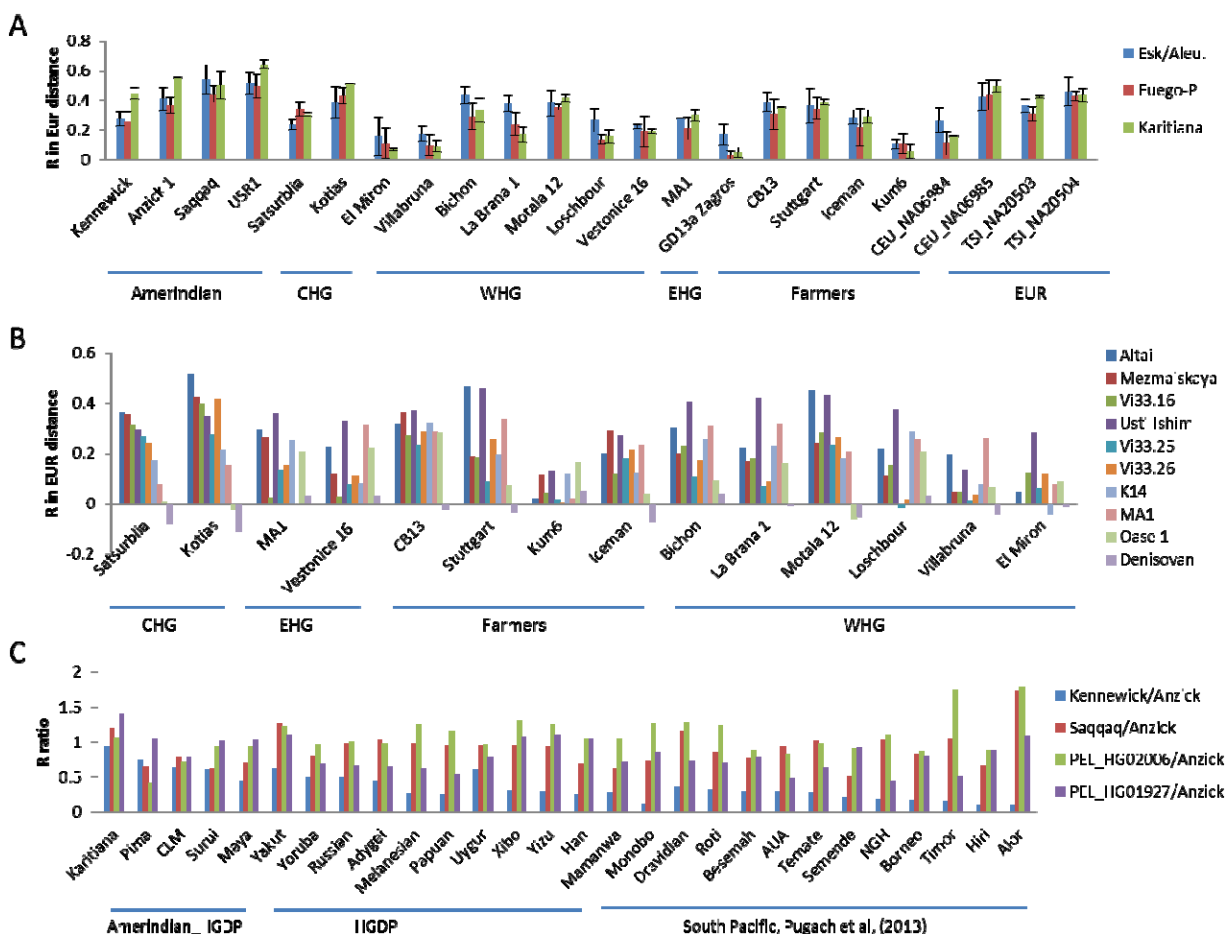 A
R in Eur distance
0.8
0.6
0.4
0.2
0
Esk/Aleu.
Fuego-P
Karitiana
Kennewick
Anzick 1
Saqqaq
USR1
Satsurblia
Kotias
El Miron
Villabruna
Bichon
La Brana 1
Motala 12
Loschbour
Vestonice 16
MA1
GD13a Zagros
CB13
Stuttgart
Iceman
Kum6
CEU_NA06984
CEU_NA06985
TSI_NA20503
TSI_NA20504
Amerindian
CHG
WHG
EHG
Farmers
EUR
B
R in EUR distance
0.6
0.4
0.2
0
-0.2
Altai
Mezmaiskaya
Vi33.16
Ust' Ishim
Vi33.25
Vi33.26
K14
MA1
Oase 1
Denisovan
Satsurblia
Kotias
MA1
Vestonice 16
CB13
Stuttgart
Kum6
Iceman
Bichon
La Brana 1
Motala 12
Loschbour
Villabruna
El Miron
CHG
EHG
Farmers
WHG
C
R ratio
2
1.5
1
0.5
0
Kennewick/Anzick
Saqqaq/Anzick
PEL_HG02006/Anzick
PEL_HG01927/Anzick
Karitiana
Pima
CLM
Surui
Maya
Yakut
Yoruba
Russian
Adygei
Melanesian
Papuan
Uygur
Xibo
Yizu
Han
Mamanwa
Monobo
Dravidian
Roti
Besemah
AUA
Ternate
Semende
NGH
Borneo
Timor
Hiri
Alor
Amerindian_HGDP
HGDP
South Pacific, Pugach et al, (2013)